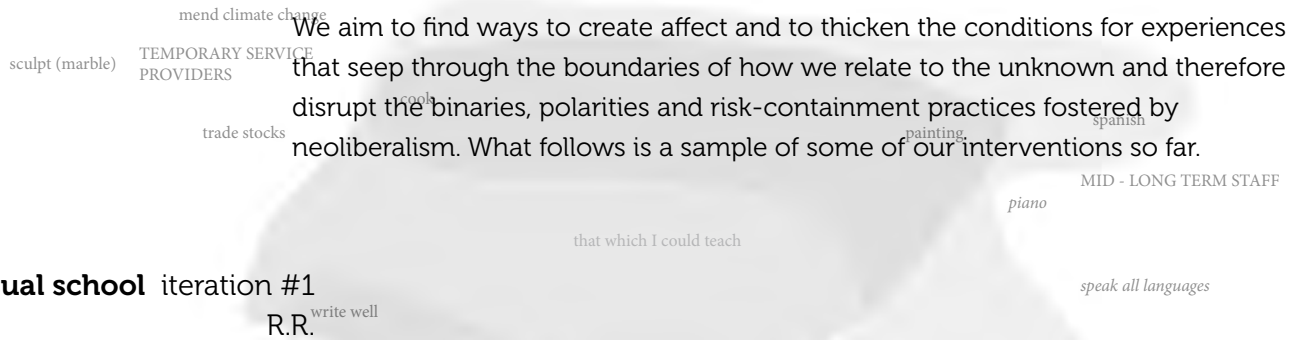 mend climate change
We aim to find ways to create affect and to thicken the conditions for experiences
sculpt (marble)
TEMPORARY SERVICE
PROVIDERS
that seep through the boundaries of how we relate to the unknown and therefore
cook
disrupt the binaries, polarities and risk-containment practices fostered by
spanish
trade stocks
painting
neoliberalism. What follows is a sample of some of our interventions so far.
MID - LONG TERM STAFF
piano
that which I could teach
ual school iteration #1
speak all languages
write well
R.R.